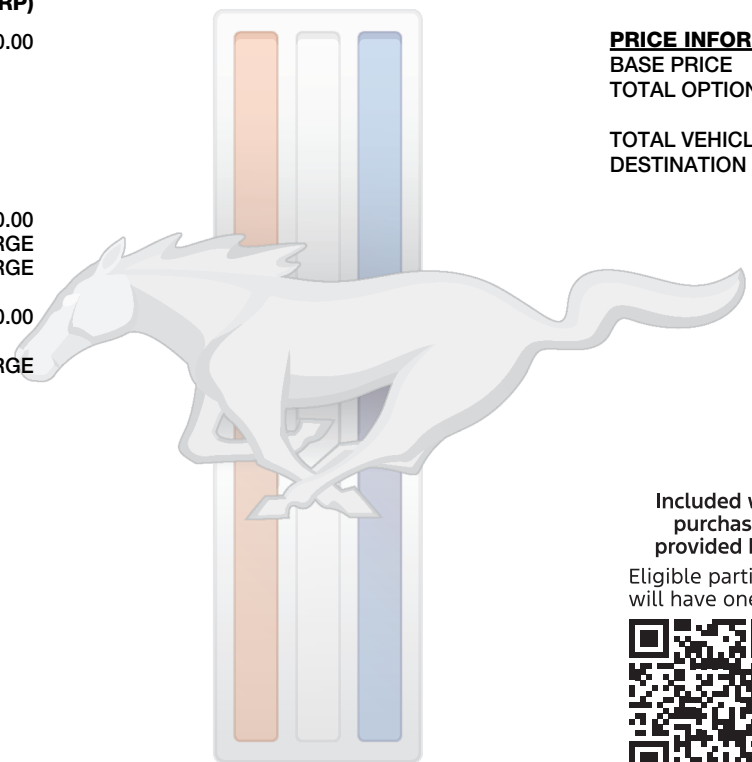 RP)
0.00
0.00
RGE
RGE
0.00
RGE
PRICE INFOR
BASE PRICE
TOTAL OPTION
TOTAL VEHICL
DESTINATION
Included w
purchas
provided b
Eligible parti
will have one